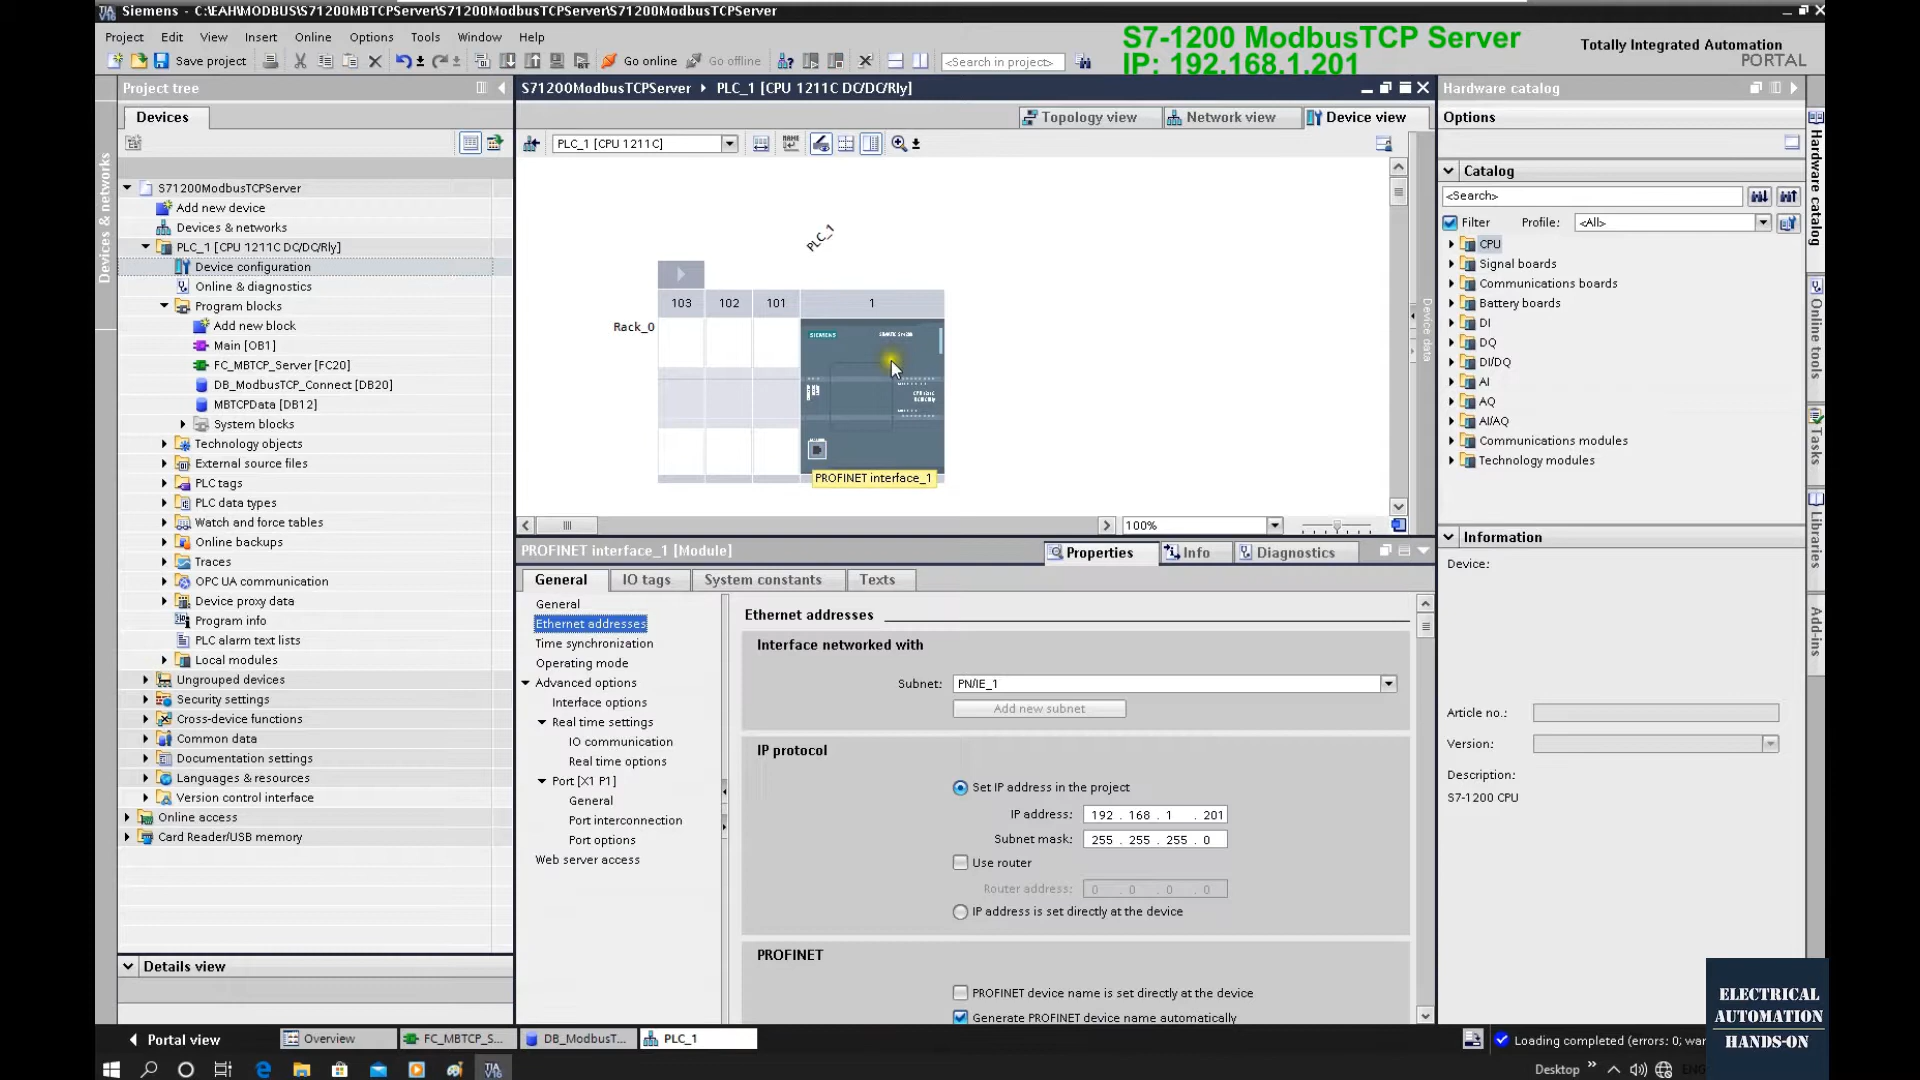 Siemens - C:\EAH\MODBUS\S71200MBTCPServer\S71200ModbusTCPServer\S71200ModbusTCPServer
Project Edit View Insert Online Options Tools Window Help
S7-1200 ModbusTCP Server
IP: 192.168.1.201
Totally Integrated Automation
PORTAL
Save project
Go online
Go offline
<Search in project>
Project tree
Devices
Devices & networks
S71200ModbusTCPServer
Add new device
Devices & networks
PLC_1 [CPU 1211C DC/DC/Rly]
Device configuration
Online & diagnostics
Program blocks
Add new block
Main [OB1]
FC_MBTCP_Server [FC20]
DB_ModbusTCP_Connect [DB20]
MBTCPData [DB12]
System blocks
Technology objects
External source files
PLC tags
PLC data types
Watch and force tables
Online backups
Traces
OPC UA communication
Device proxy data
Program info
PLC alarm text lists
Local modules
Ungrouped devices
Security settings
Cross-device functions
Common data
Documentation settings
Languages & resources
Version control interface
Online access
Card Reader/USB memory
Details view
S71200ModbusTCPServer
PLC_1 [CPU 1211C DC/DC/Rly]
Topology view
Network view
Device view
PLC_1 [CPU 1211C]
PLC_1
103 102 101 1
Rack_0
SIEMENS
PROFINET interface_1
100%
Device data
PROFINET interface_1 [Module]
Properties
Info
Diagnostics
General
IO tags
System constants
Texts
General
Ethernet addresses
Time synchronization
Operating mode
Advanced options
Interface options
Real time settings
IO communication
Real time options
Port [X1 P1]
General
Port interconnection
Port options
Web server access
Ethernet addresses
Interface networked with
Subnet: PN/IE_1
Add new subnet
IP protocol
Set IP address in the project
IP address: 192 . 168 . 1 . 201
Subnet mask: 255 . 255 . 255 . 0
Use router
Router address: 0 . 0 . 0 . 0
IP address is set directly at the device
PROFINET
PROFINET device name is set directly at the device
Generate PROFINET device name automatically
Hardware catalog
Options
Catalog
<Search>
Filter Profile: <All>
CPU
Signal boards
Communications boards
Battery boards
DI
DQ
DI/DQ
AI
AQ
AI/AQ
Communications modules
Technology modules
Information
Device:
Article no.:
Version:
Description:
S7-1200 CPU
Hardware catalog
Online tools
Tasks
Libraries
Add-ins
ELECTRICAL
AUTOMATION
HANDS-ON
Portal view
Overview
FC_MBTCP_S...
DB_ModbusT...
PLC_1
Loading completed (errors: 0; war
Desktop
ENG